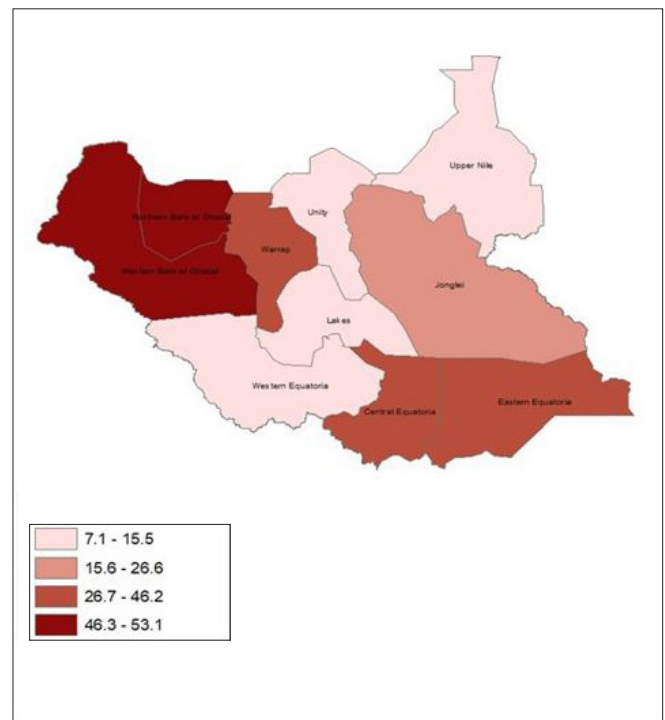 Upper Nile
Unity
Northern Bahr el Ghazal
Warrap
Western Bahr el Ghazal
Jonglei
Lakes
Western Equatoria
Eastern Equatoria
Central Equatoria
7.1 - 15.5
15.6 - 26.6
26.7 - 46.2
46.3 - 53.1